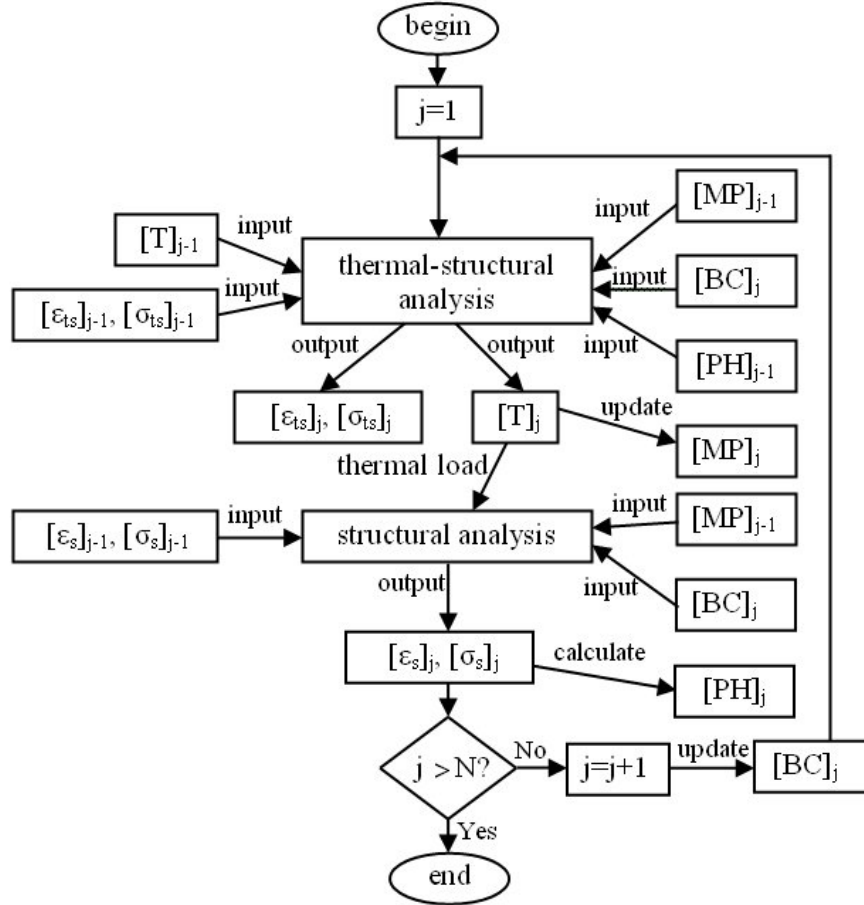 begin
j=1
[MP]j-1
input
[T]j-1
input
thermal-structural
analysis
input
[BC]j
[εts]j-1, [σts]j-1
input
input
[PH]j-1
output
output
[εts]j, [σts]j
[T]j
update
[MP]j
thermal load
[εs]j-1, [σs]j-1
input
structural analysis
input
[MP]j-1
output
input
[BC]j
[εs]j, [σs]j
calculate
[PH]j
j >N?
No
j=j+1
update
[BC]j
Yes
end